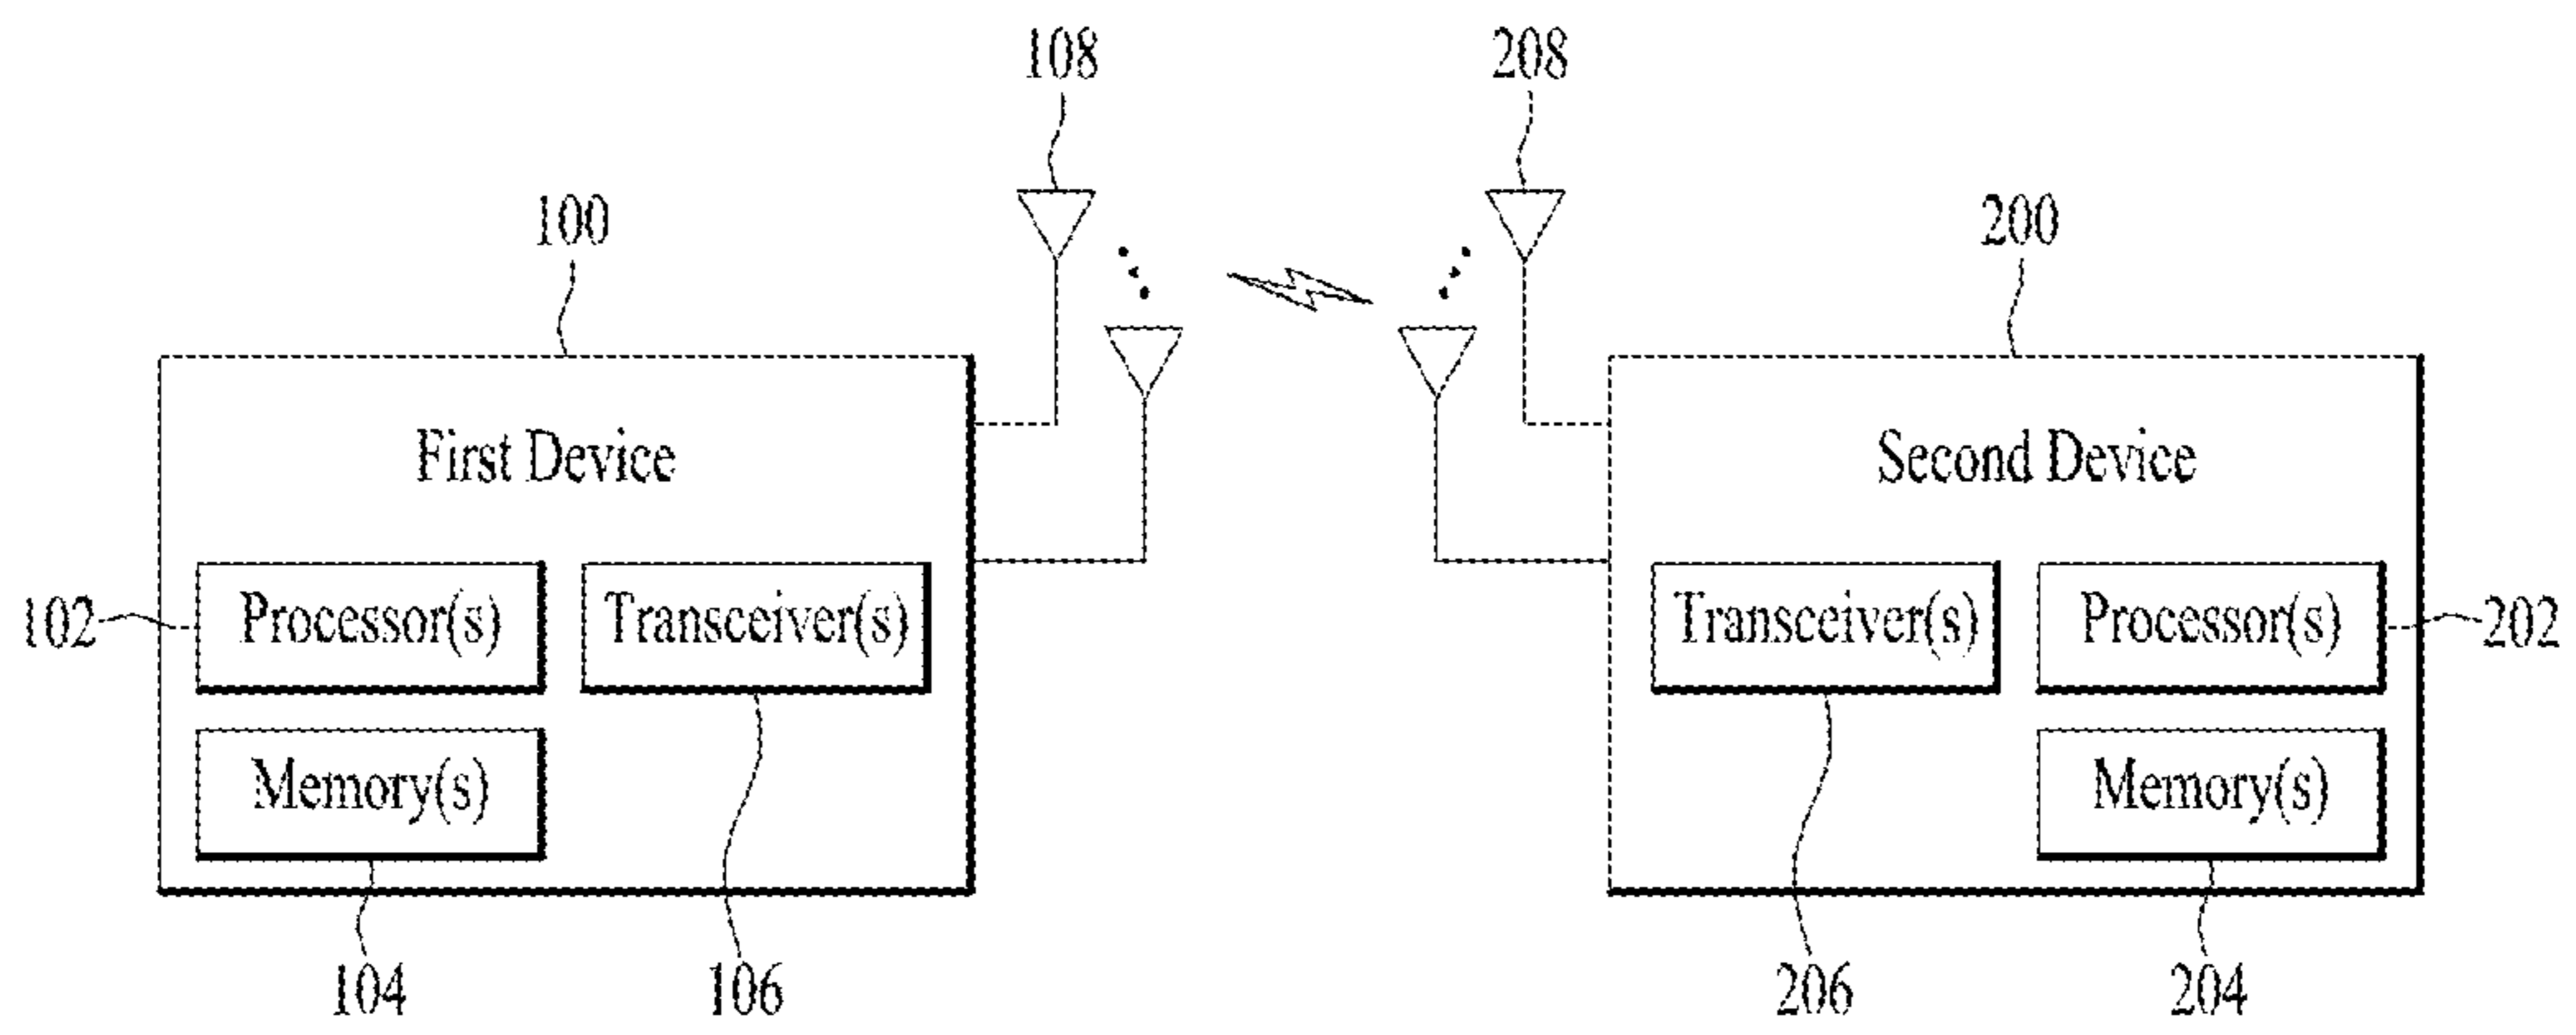 108 208
100 200
First Device Second Device
102 Processor(s) Transceiver(s) Transceiver(s) Processor(s) 202
Memory(s) Memory(s)
104 106 206 204